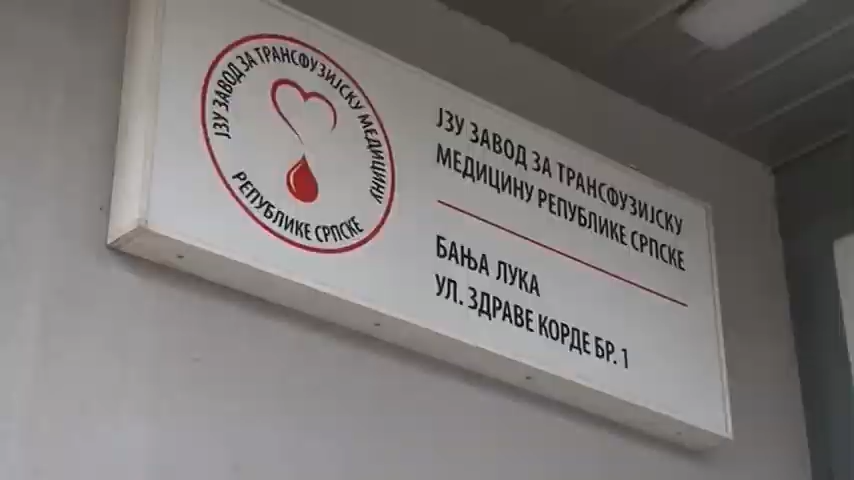 ЈЗУ ЗАВОД ЗА ТРАНСФУЗИЈСКУ МЕДИЦИНУ
РЕПУБЛИКЕ СРПСКЕ
ЈЗУ ЗАВОД ЗА ТРАНСФУЗИЈСКУ
МЕДИЦИНУ РЕПУБЛИКЕ СРПСКЕ
БАЊА ЛУКА
УЛ. ЗДРАВЕ КОРДЕ БР. 1